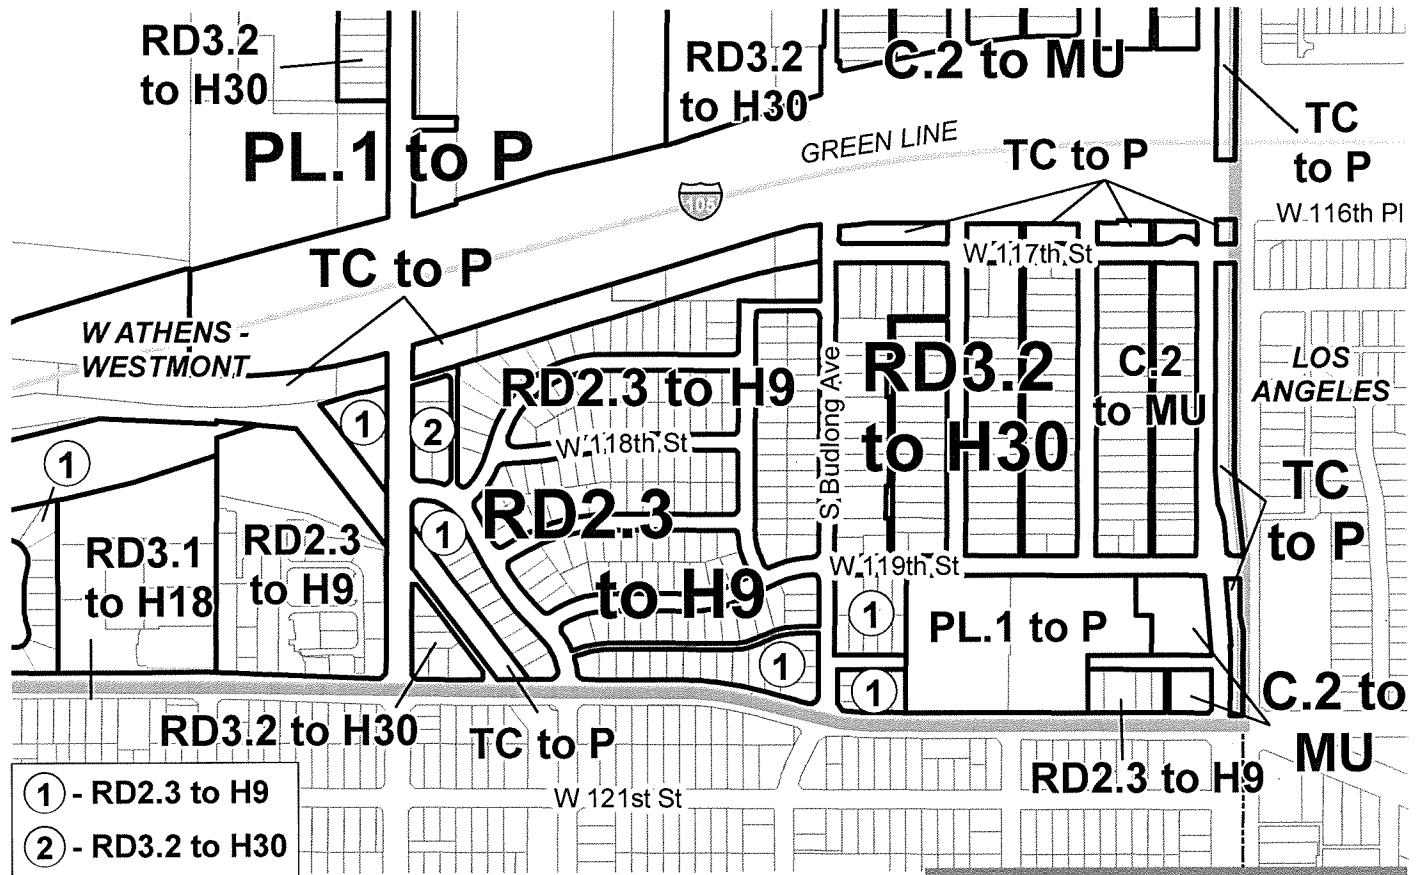 RD3.2
to H30
RD3.2
to H30
C.2 to MU
TC
to P
PL.1 to P
GREEN LINE
105
TC to P
W 116th Pl
W 117th St
TC to P
W ATHENS -
WESTMONT
RD2.3 to H9
S Budlong Ave
RD3.2
to H30
C.2
to MU
LOS
ANGELES
1
2
W 118th St
1
RD2.3
to H9
1
TC
to P
RD3.1
to H18
RD2.3
to H9
W 119th St
1
PL.1 to P
1
1
C.2 to
MU
RD3.2 to H30
TC to P
RD2.3 to H9
W 121st St
1 - RD2.3 to H9
2 - RD3.2 to H30